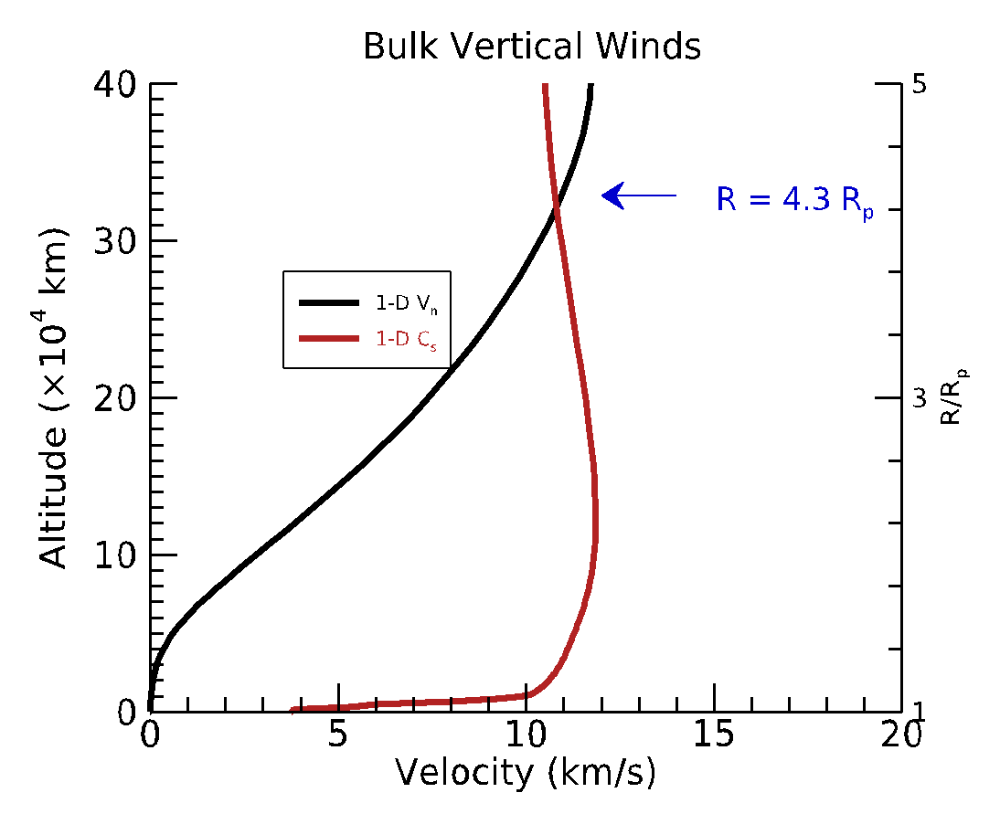 Bulk Vertical Winds
40
30
20
10
0
Altitude (×10⁴ km)
5
3
1
R/Rₚ
R = 4.3 Rₚ
1-D Vₙ
1-D Cₛ
0 5 10 15 20
Velocity (km/s)